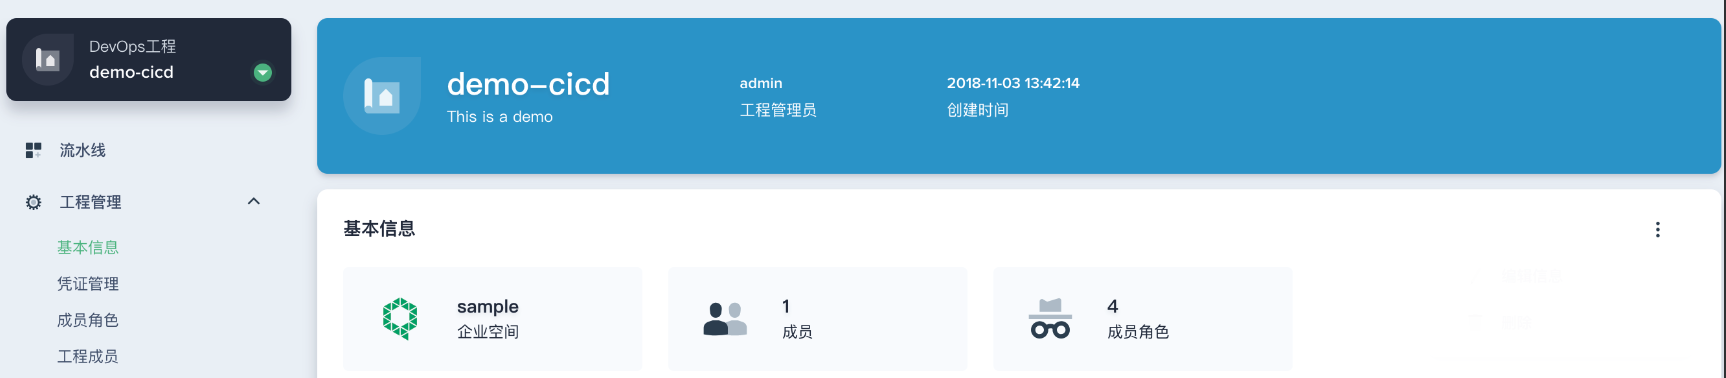 DevOps工程
demo-cicd
流水线
工程管理
基本信息
凭证管理
成员角色
工程成员
demo-cicd
This is a demo
admin
工程管理员
2018-11-03 13:42:14
创建时间
基本信息
sample
企业空间
1
成员
4
成员角色